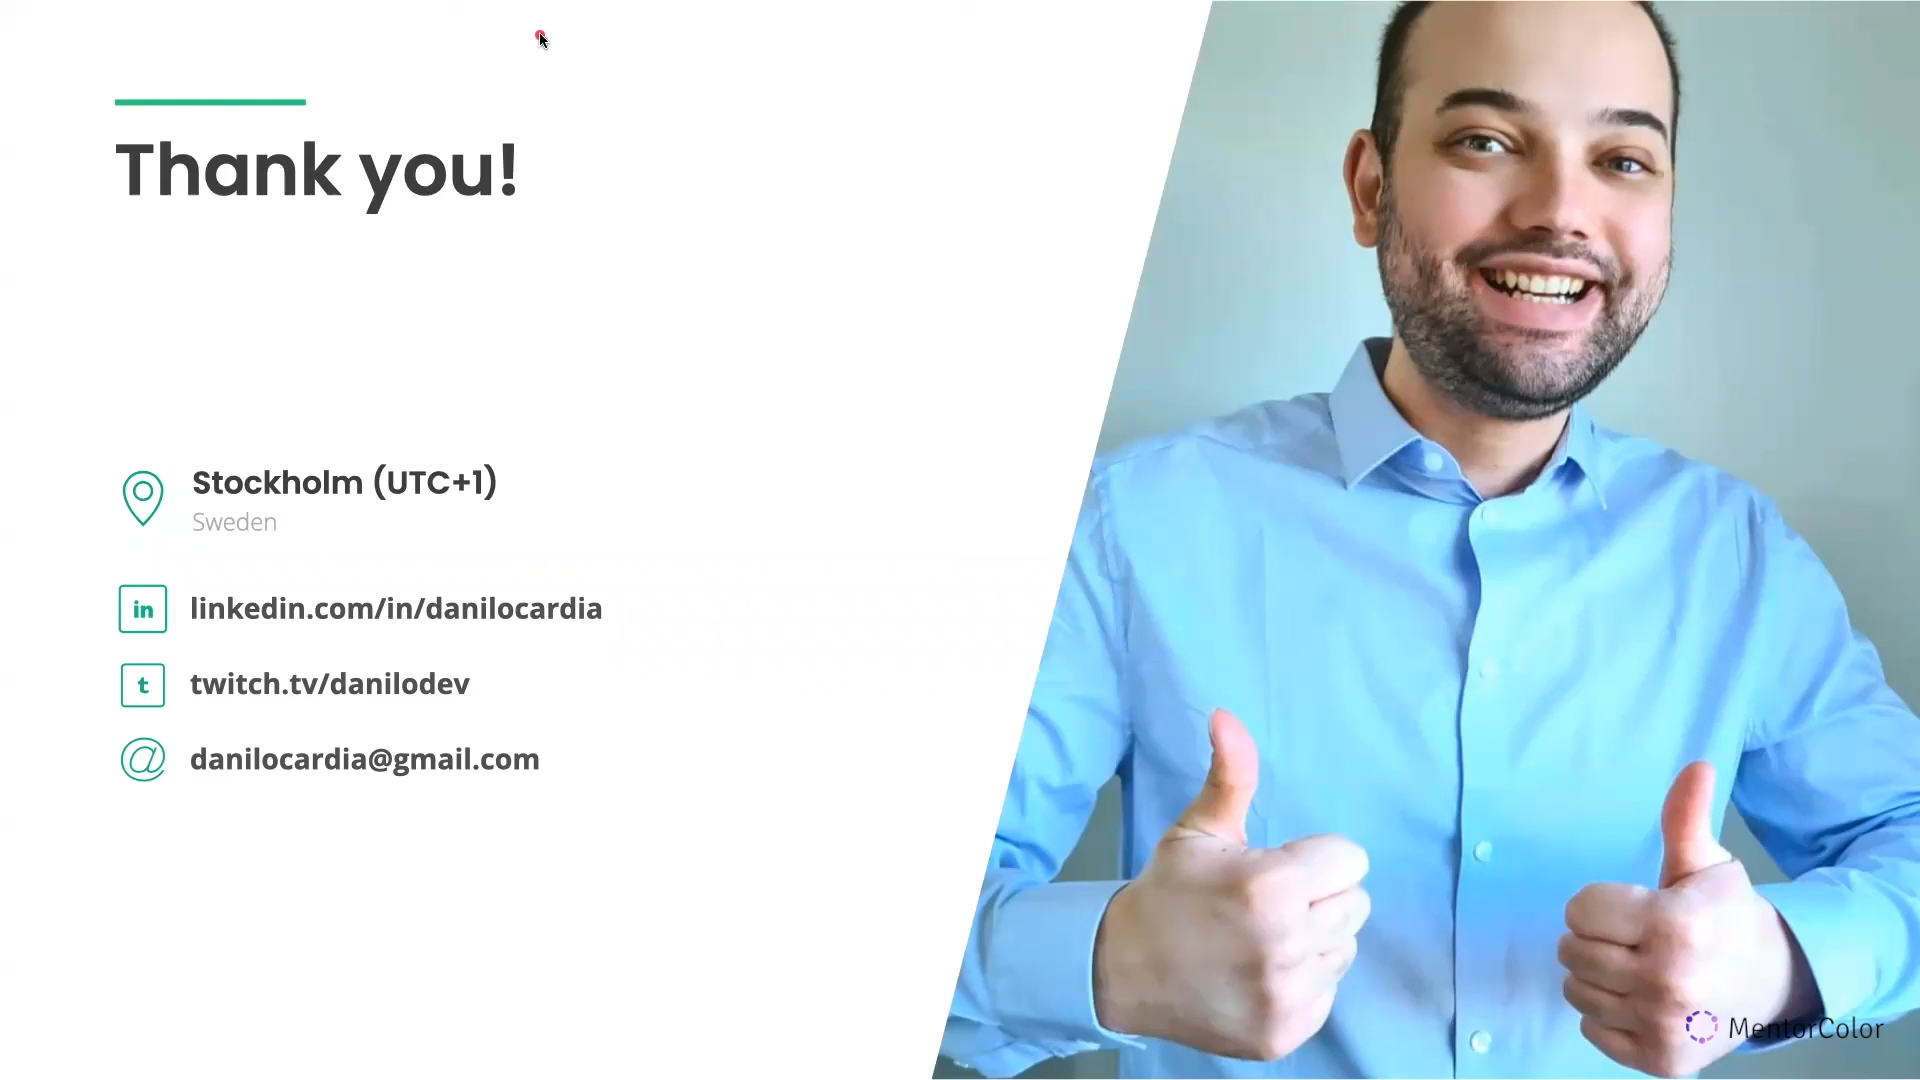 Thank you!
Stockholm (UTC+1)
Sweden
in linkedin.com/in/danilocardia
t twitch.tv/danilodev
@ danilocardia@gmail.com
MentorColor